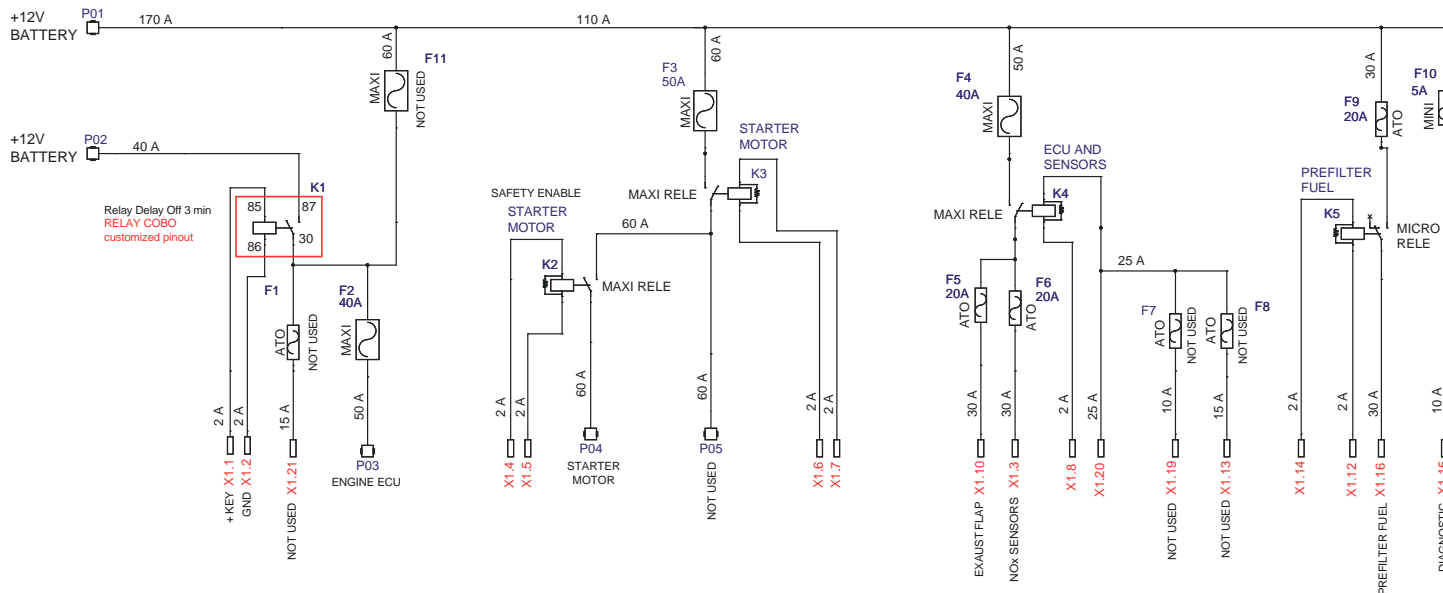 +12V
BATTERY
P01
170 A
110 A
60 A
F11
MAXI
NOT USED
+12V
BATTERY
P02
40 A
K1
85
87
86
30
Relay Delay Off 3 min
RELAY COBO
customized pinout
F1
ATO
NOT USED
F2
40A
MAXI
2 A
2 A
15 A
50 A
X1.1
X1.2
X1.21
+ KEY
GND
NOT USED
P03
ENGINE ECU
60 A
F3
50A
MAXI
STARTER
MOTOR
K3
MAXI RELE
SAFETY ENABLE
STARTER
MOTOR
60 A
K2
MAXI RELE
2 A
2 A
60 A
60 A
2 A
2 A
X1.4
X1.5
P04
STARTER
MOTOR
P05
NOT USED
X1.6
X1.7
50 A
F4
40A
MAXI
ECU AND
SENSORS
K4
MAXI RELE
25 A
F5
20A
ATO
F6
20A
ATO
F7
ATO
NOT USED
F8
ATO
NOT USED
30 A
30 A
2 A
25 A
10 A
15 A
X1.10
X1.3
X1.8
X1.20
X1.19
X1.13
EXAUST FLAP
NOx SENSORS
NOT USED
NOT USED
30 A
F9
20A
ATO
F10
5A
MINI
PREFILTER
FUEL
K5
MICRO
RELE
2 A
2 A
30 A
10 A
X1.14
X1.12
X1.16
X1.15
PREFILTER FUEL
DIAGNOSTIC